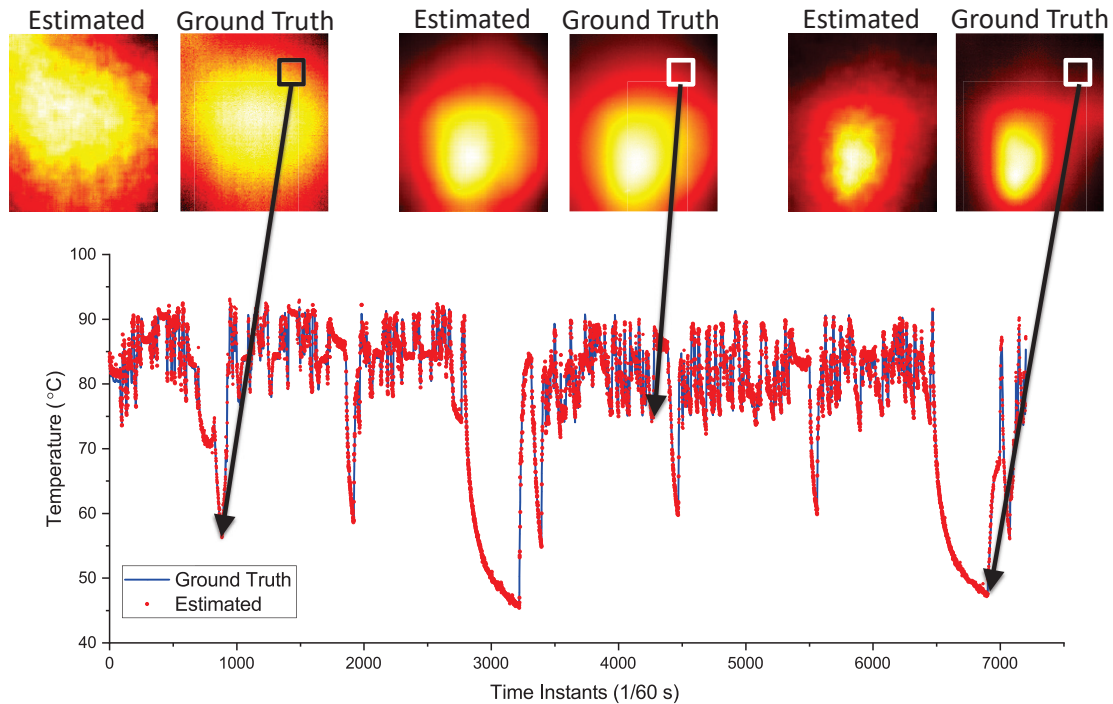 Estimated Ground Truth Estimated Ground Truth Estimated Ground Truth
100
90
80
70
60
50
40
Temperature (°C)
Ground Truth
Estimated
0 1000 2000 3000 4000 5000 6000 7000
Time Instants (1/60 s)